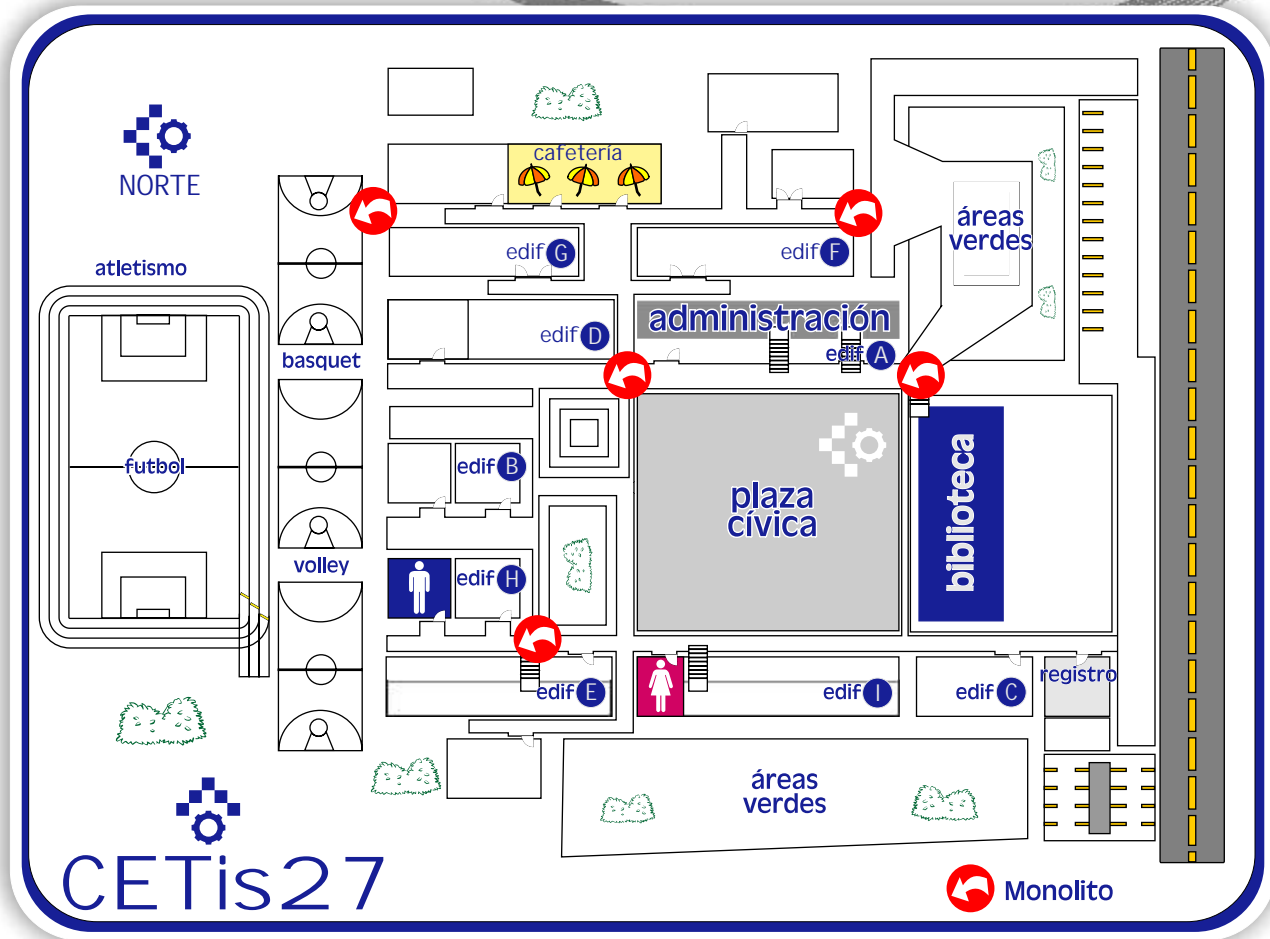 NORTE
cafetería
áreas
verdes
edif G
edif F
atletismo
administración
edif D
edif A
basquet
futbol
edif B
plaza
cívica
biblioteca
volley
edif H
registro
edif E
edif I
edif C
áreas
verdes
CETis27
Monolito